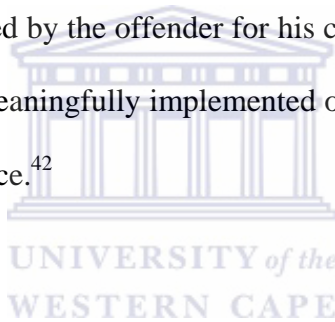 ed by the offender for his c
eaningfully implemented o
ce.42
UNIVERSITY of the
WESTERN CAPE